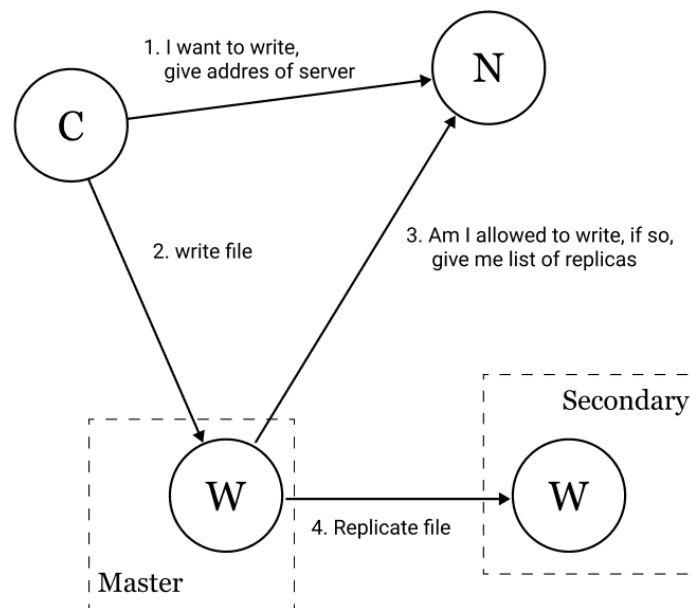 1. I want to write,
give addres of server
N
C
2. write file
3. Am I allowed to write, if so,
give me list of replicas
Secondary
W
W
4. Replicate file
Master